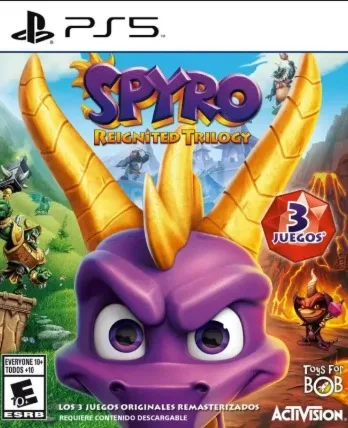 PS5
SPYRO
REIGNITED TRILOGY
3
JUEGOS*
EVERYONE 10+
TODOS +10
E
10+
ESRB
LOS 3 JUEGOS ORIGINALES REMASTERIZADOS
REQUIERE CONTENIDO DESCARGABLE
TOYS FOR
BOB
ACTIVISION